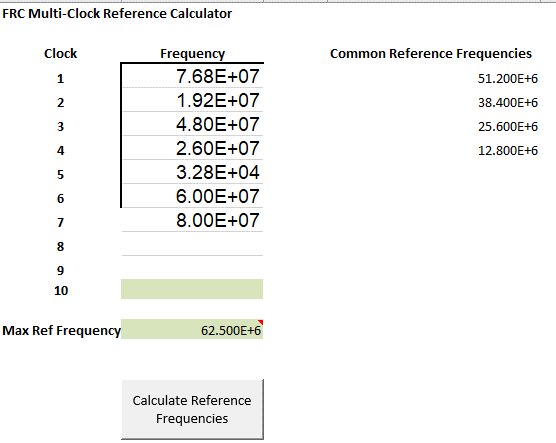 FRC Multi-Clock Reference Calculator
Clock Frequency Common Reference Frequencies
1 7.68E+07 51.200E+6
2 1.92E+07 38.400E+6
3 4.80E+07 25.600E+6
4 2.60E+07 12.800E+6
5 3.28E+04
6 6.00E+07
7 8.00E+07
8
9
10
Max Ref Frequency 62.500E+6
Calculate Reference
Frequencies